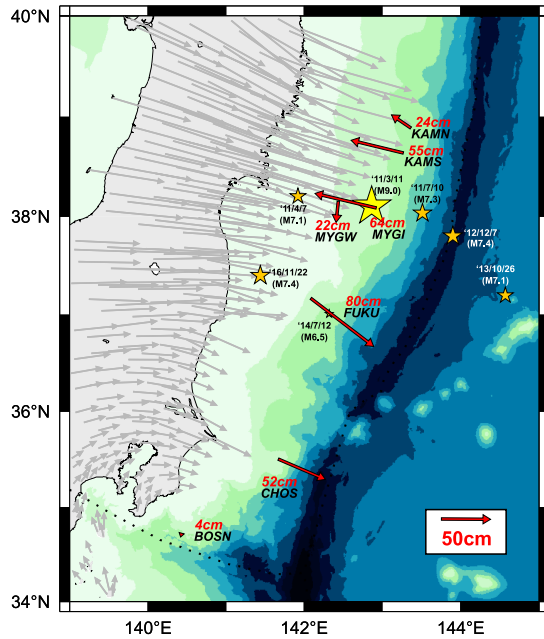 40°N
24cm
KAMN
55cm
KAMS
'11/3/11
(M9.0)
'11/7/10
(M7.3)
'11/4/7
(M7.1)
38°N
22cm
MYGW
64cm
MYGI
'12/12/7
(M7.4)
'13/10/26
(M7.1)
'16/11/22
(M7.4)
80cm
FUKU
'14/7/12
(M6.5)
36°N
52cm
CHOS
4cm
BOSN
50cm
34°N
140°E
142°E
144°E